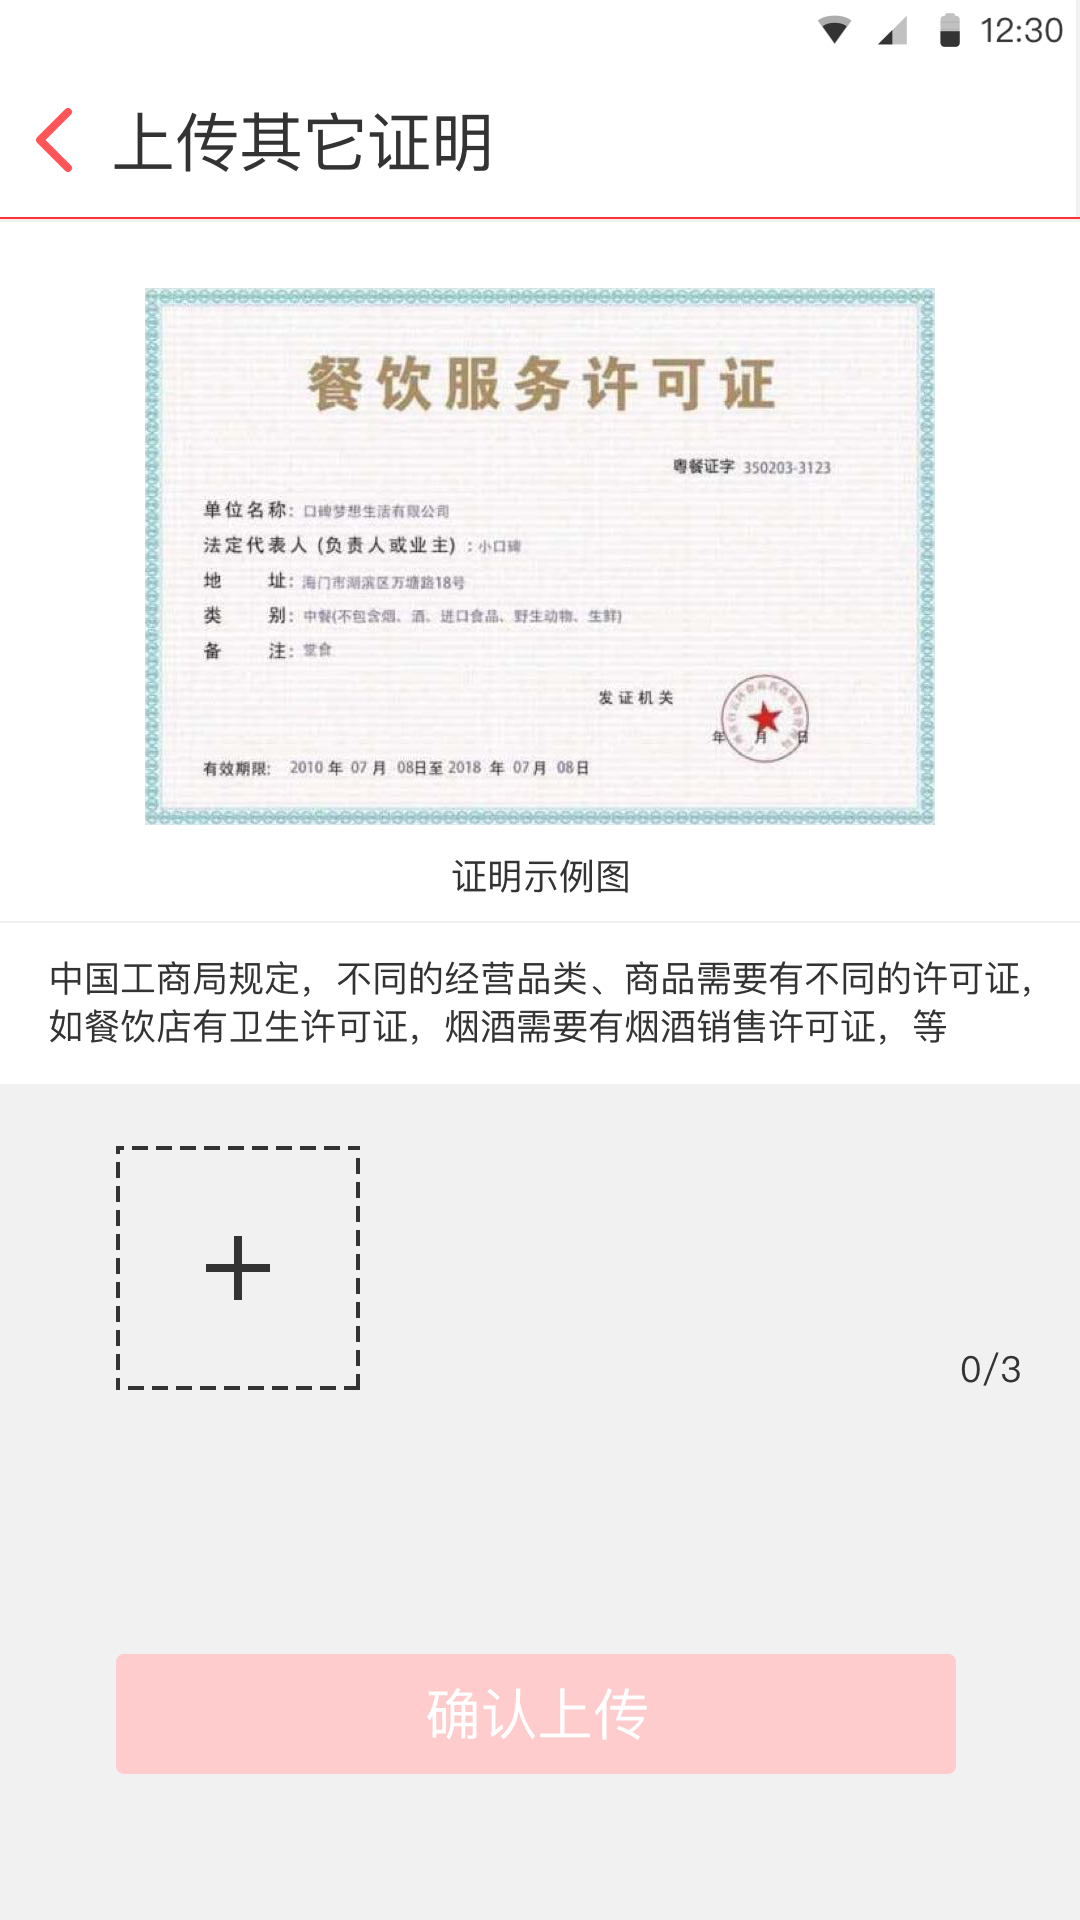 12:30
上传其它证明
餐饮服务许可证
粤餐证字 350203-3123
单位名称: 口碑梦想生活有限公司
法定代表人 (负责人或业主) : 小口碑
地 址: 海门市湖滨区万塘路18号
类 别: 中餐(不包含烟、酒、进口食品、野生动物、生鲜)
备 注: 堂食
发证机关
年 月 日
有效期限: 2010 年 07 月 08日至 2018 年 07 月 08日
证明示例图
中国工商局规定，不同的经营品类、商品需要有不同的许可证，
如餐饮店有卫生许可证，烟酒需要有烟酒销售许可证，等
0/3
确认上传